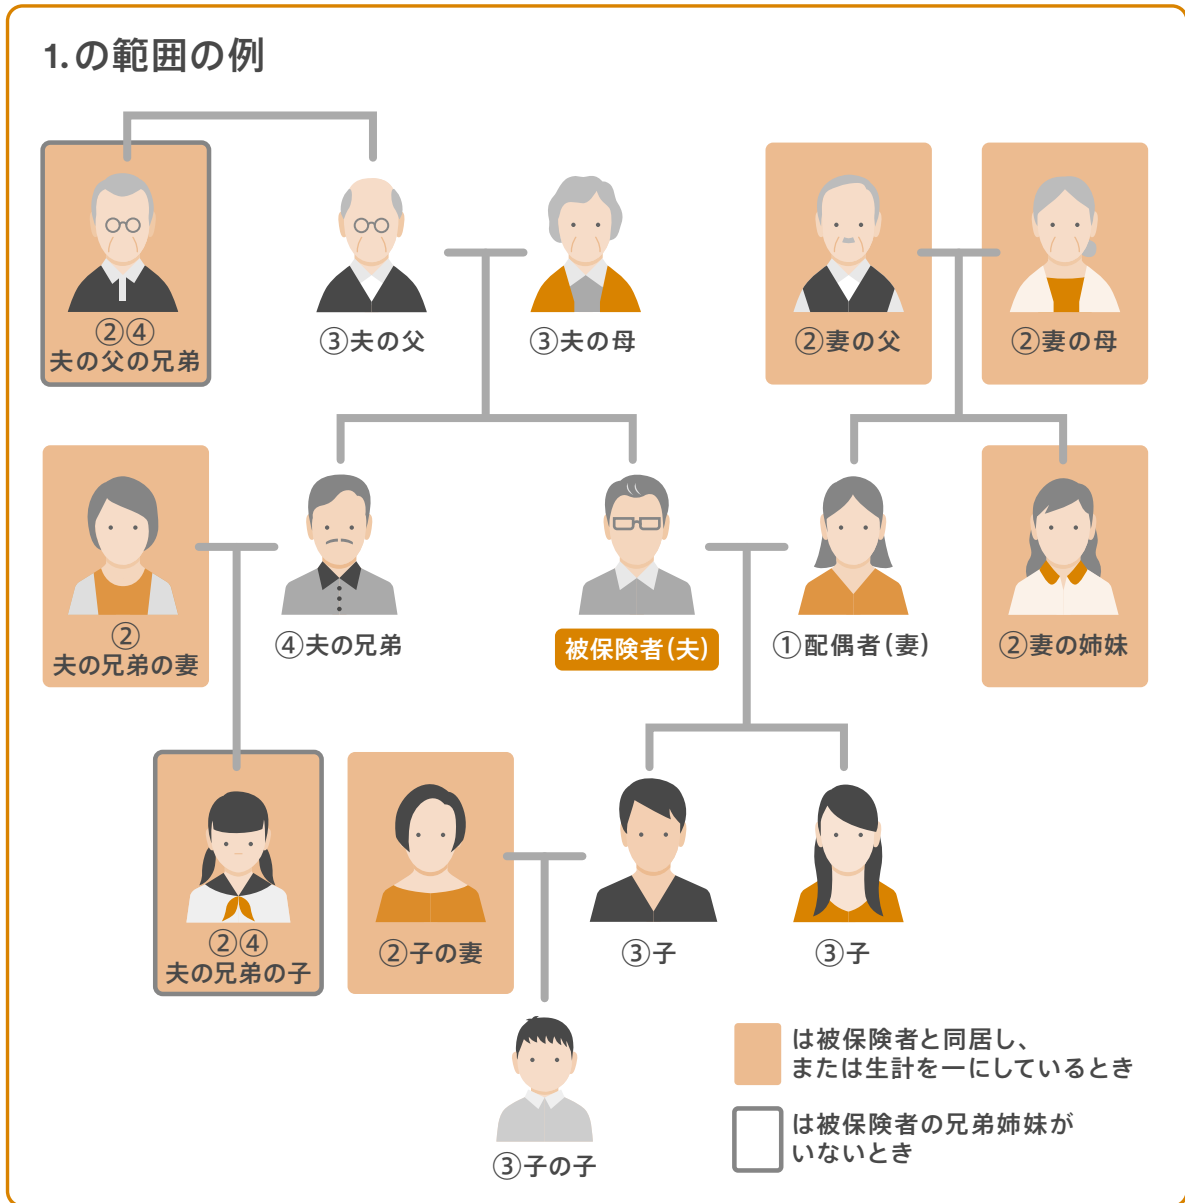 1.の範囲の例
②④
夫の父の兄弟
③夫の父
③夫の母
②妻の父
②妻の母
②
夫の兄弟の妻
④夫の兄弟
被保険者(夫)
①配偶者(妻)
②妻の姉妹
②④
夫の兄弟の子
②子の妻
③子
③子
③子の子
は被保険者と同居し、
または生計を一にしているとき
は被保険者の兄弟姉妹が
いないとき